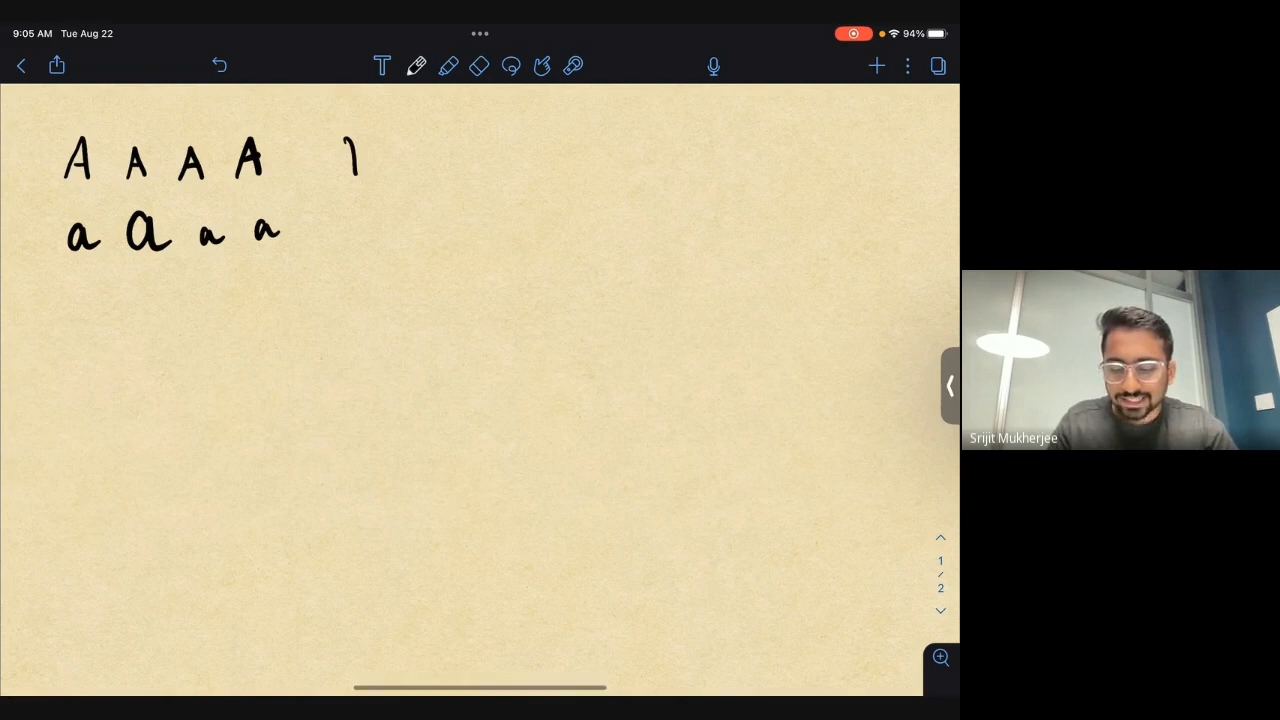 9:05 AM Tue Aug 22 94%
T
A A A A 1
a a a a
Srijit Mukherjee
1
/
2